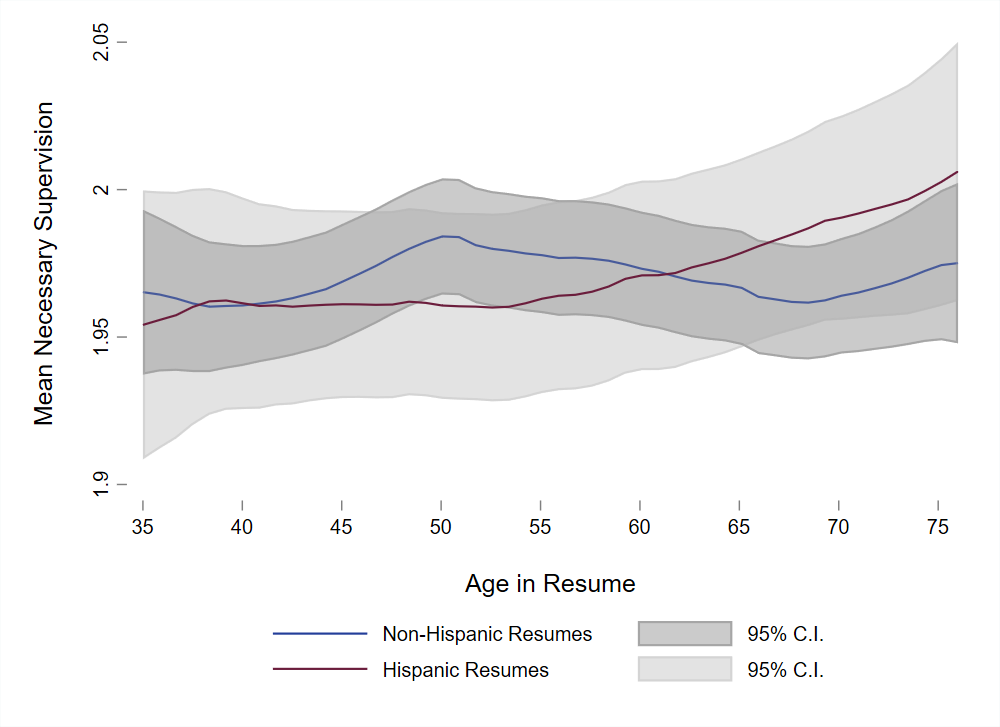 2.05
2
1.95
1.9
Mean Necessary Supervision
35 40 45 50 55 60 65 70 75
Age in Resume
Non-Hispanic Resumes 95% C.I.
Hispanic Resumes 95% C.I.